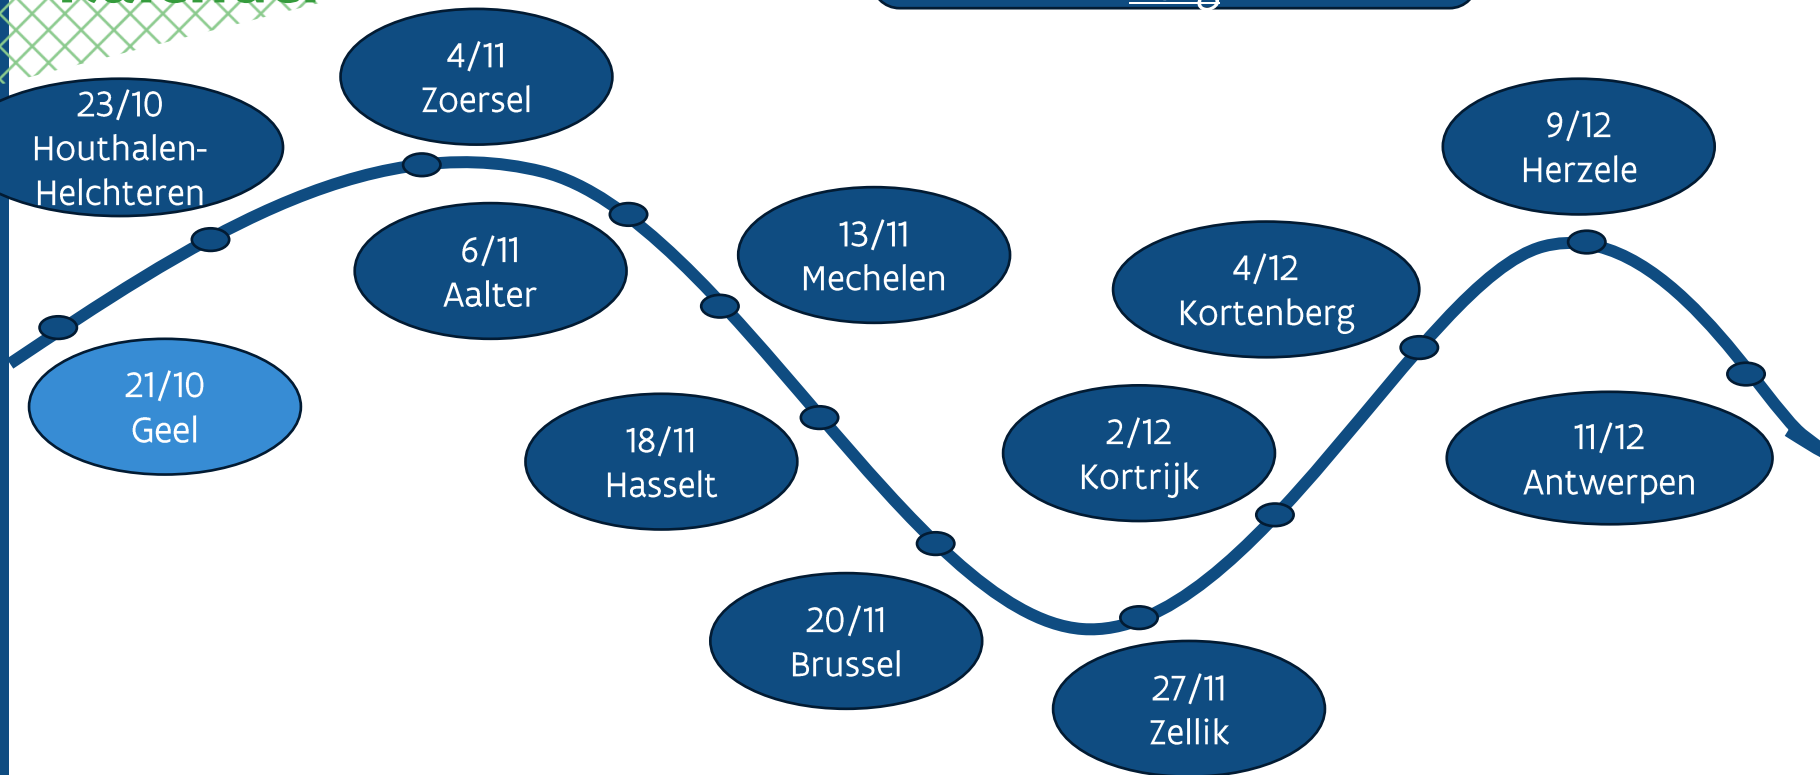 23/10
Houthalen-
Helchteren
21/10
Geel
4/11
Zoersel
6/11
Aalter
13/11
Mechelen
18/11
Hasselt
20/11
Brussel
27/11
Zellik
2/12
Kortrijk
4/12
Kortenberg
9/12
Herzele
11/12
Antwerpen